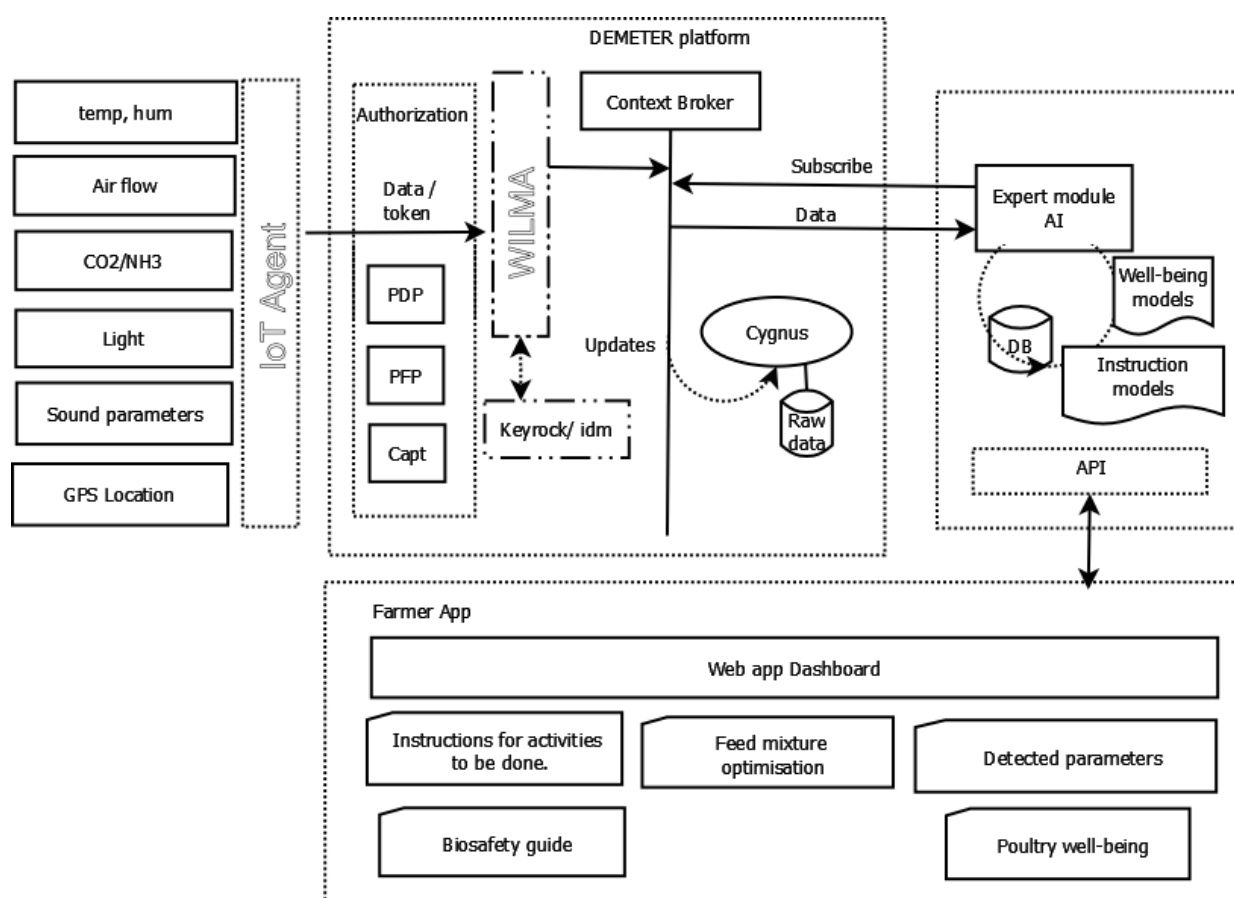 DEMETER platform
temp, hum
Air flow
CO2/NH3
Light
Sound parameters
GPS Location
IoT Agent
Authorization
Data /
token
PDP
PFP
Capt
WILMA
Keyrock/ idm
Context Broker
Subscribe
Data
Updates
Cygnus
Raw
data
Expert module
AI
Well-being
models
DB
Instruction
models
API
Farmer App
Web app Dashboard
Instructions for activities
to be done.
Feed mixture
optimisation
Detected parameters
Biosafety guide
Poultry well-being